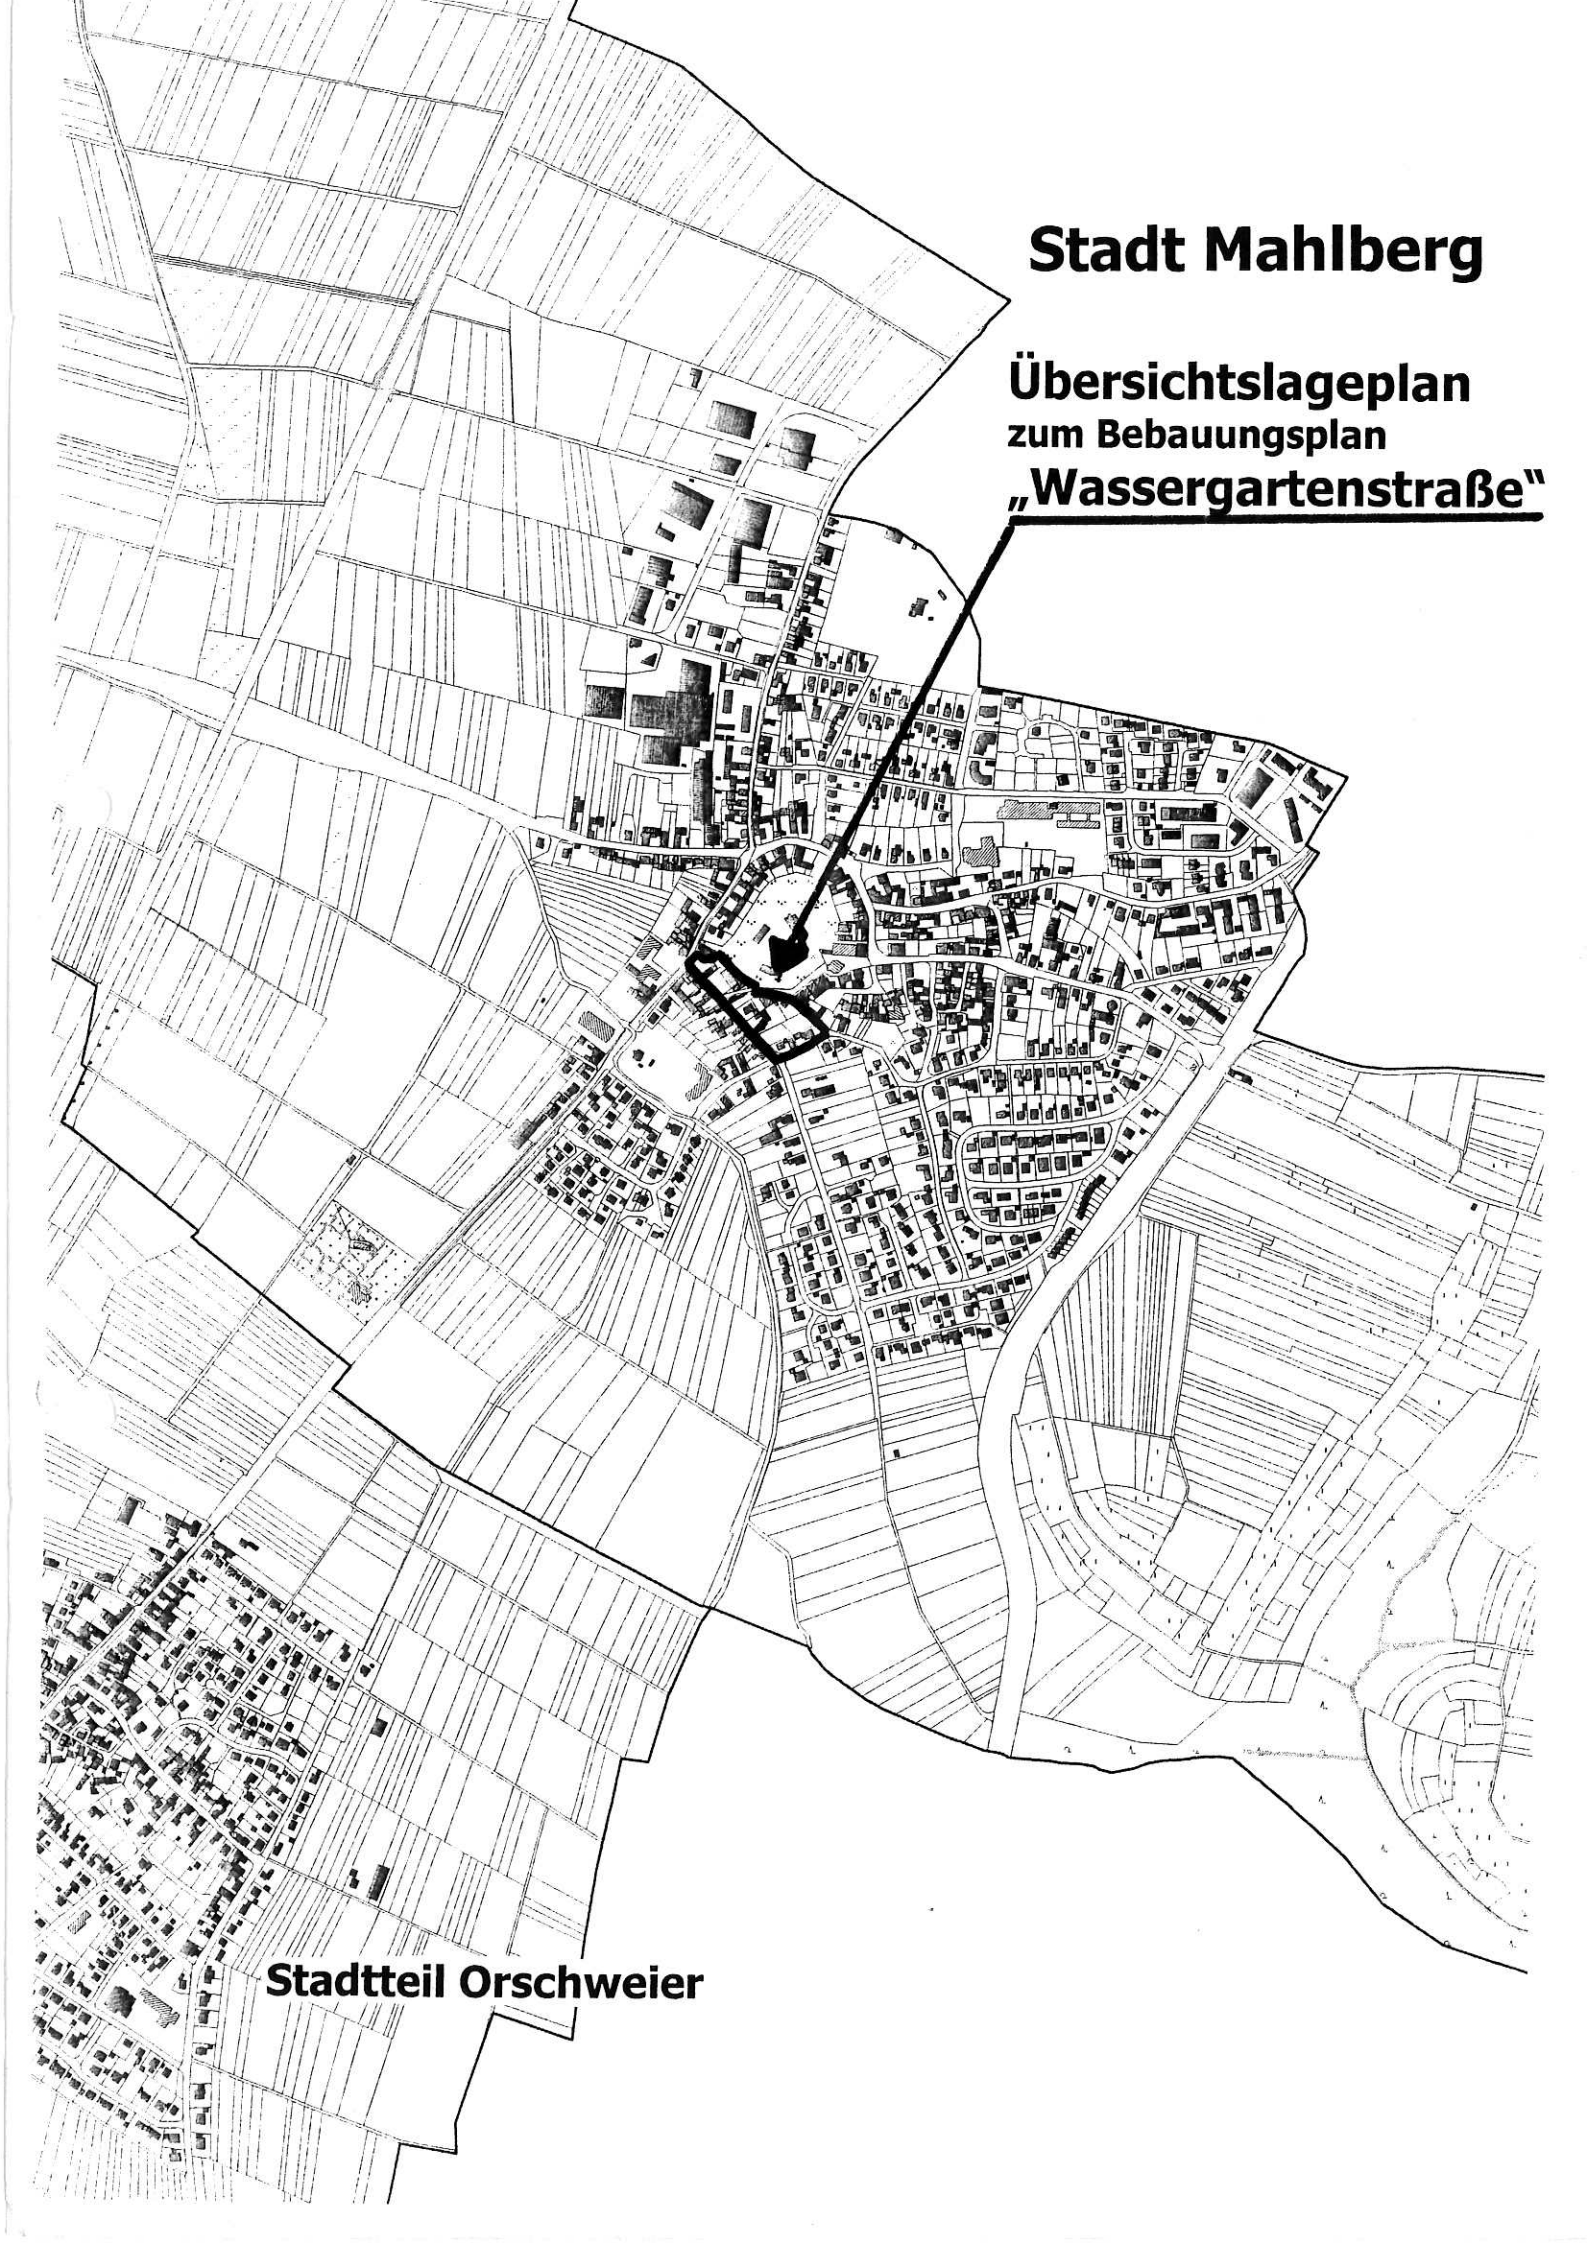 Stadt Mahlberg
Übersichtslageplan
zum Bebauungsplan
„Wassergartenstraße“
Stadtteil Orschweier